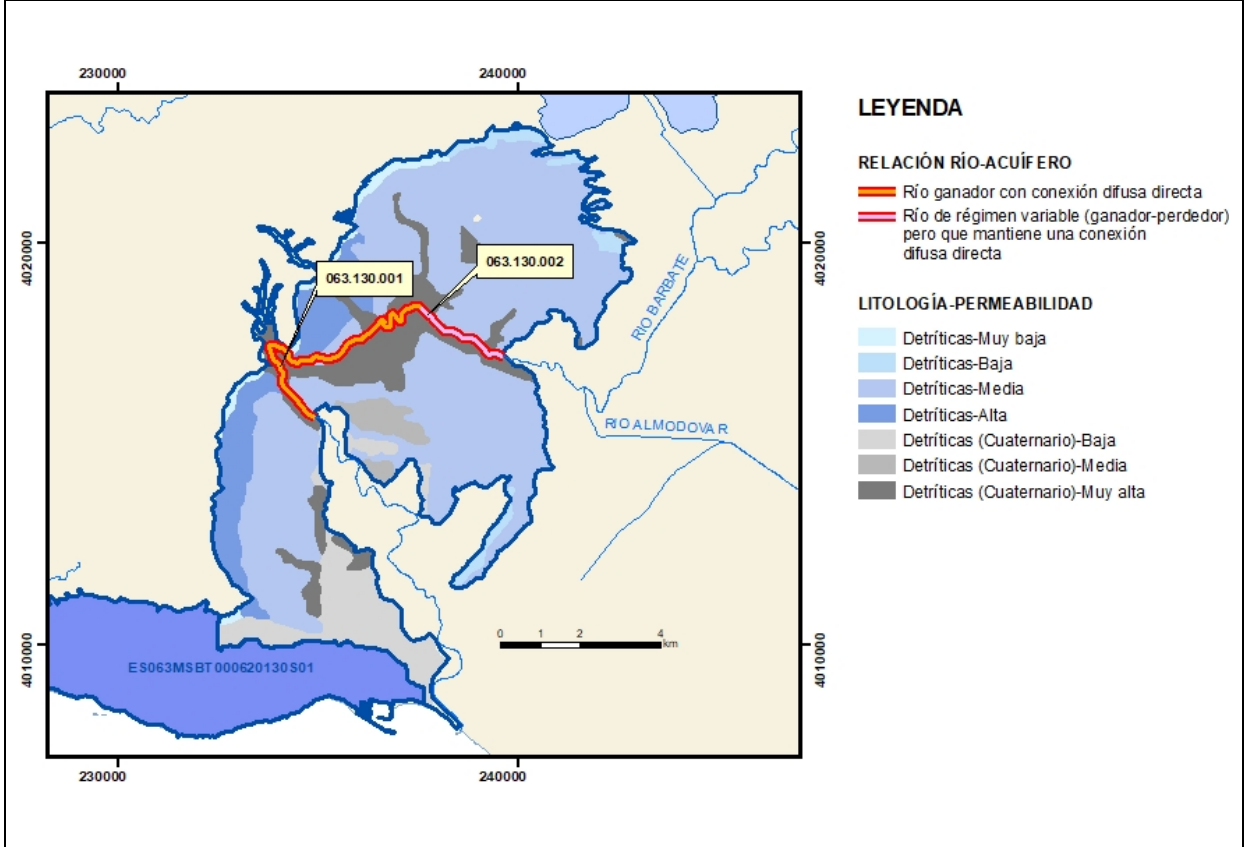 230000
240000
4020000
4010000
063.130.001
063.130.002
RIO BARBATE
RIO ALMODOVAR
ES063MSBT000620130S01
0 1 2 4
km
4020000
4010000
230000
240000
LEYENDA
RELACIÓN RÍO-ACUÍFERO
Río ganador con conexión difusa directa
Río de régimen variable (ganador-perdedor)
pero que mantiene una conexión
difusa directa
LITOLOGÍA-PERMEABILIDAD
Detríticas-Muy baja
Detríticas-Baja
Detríticas-Media
Detríticas-Alta
Detríticas (Cuaternario)-Baja
Detríticas (Cuaternario)-Media
Detríticas (Cuaternario)-Muy alta